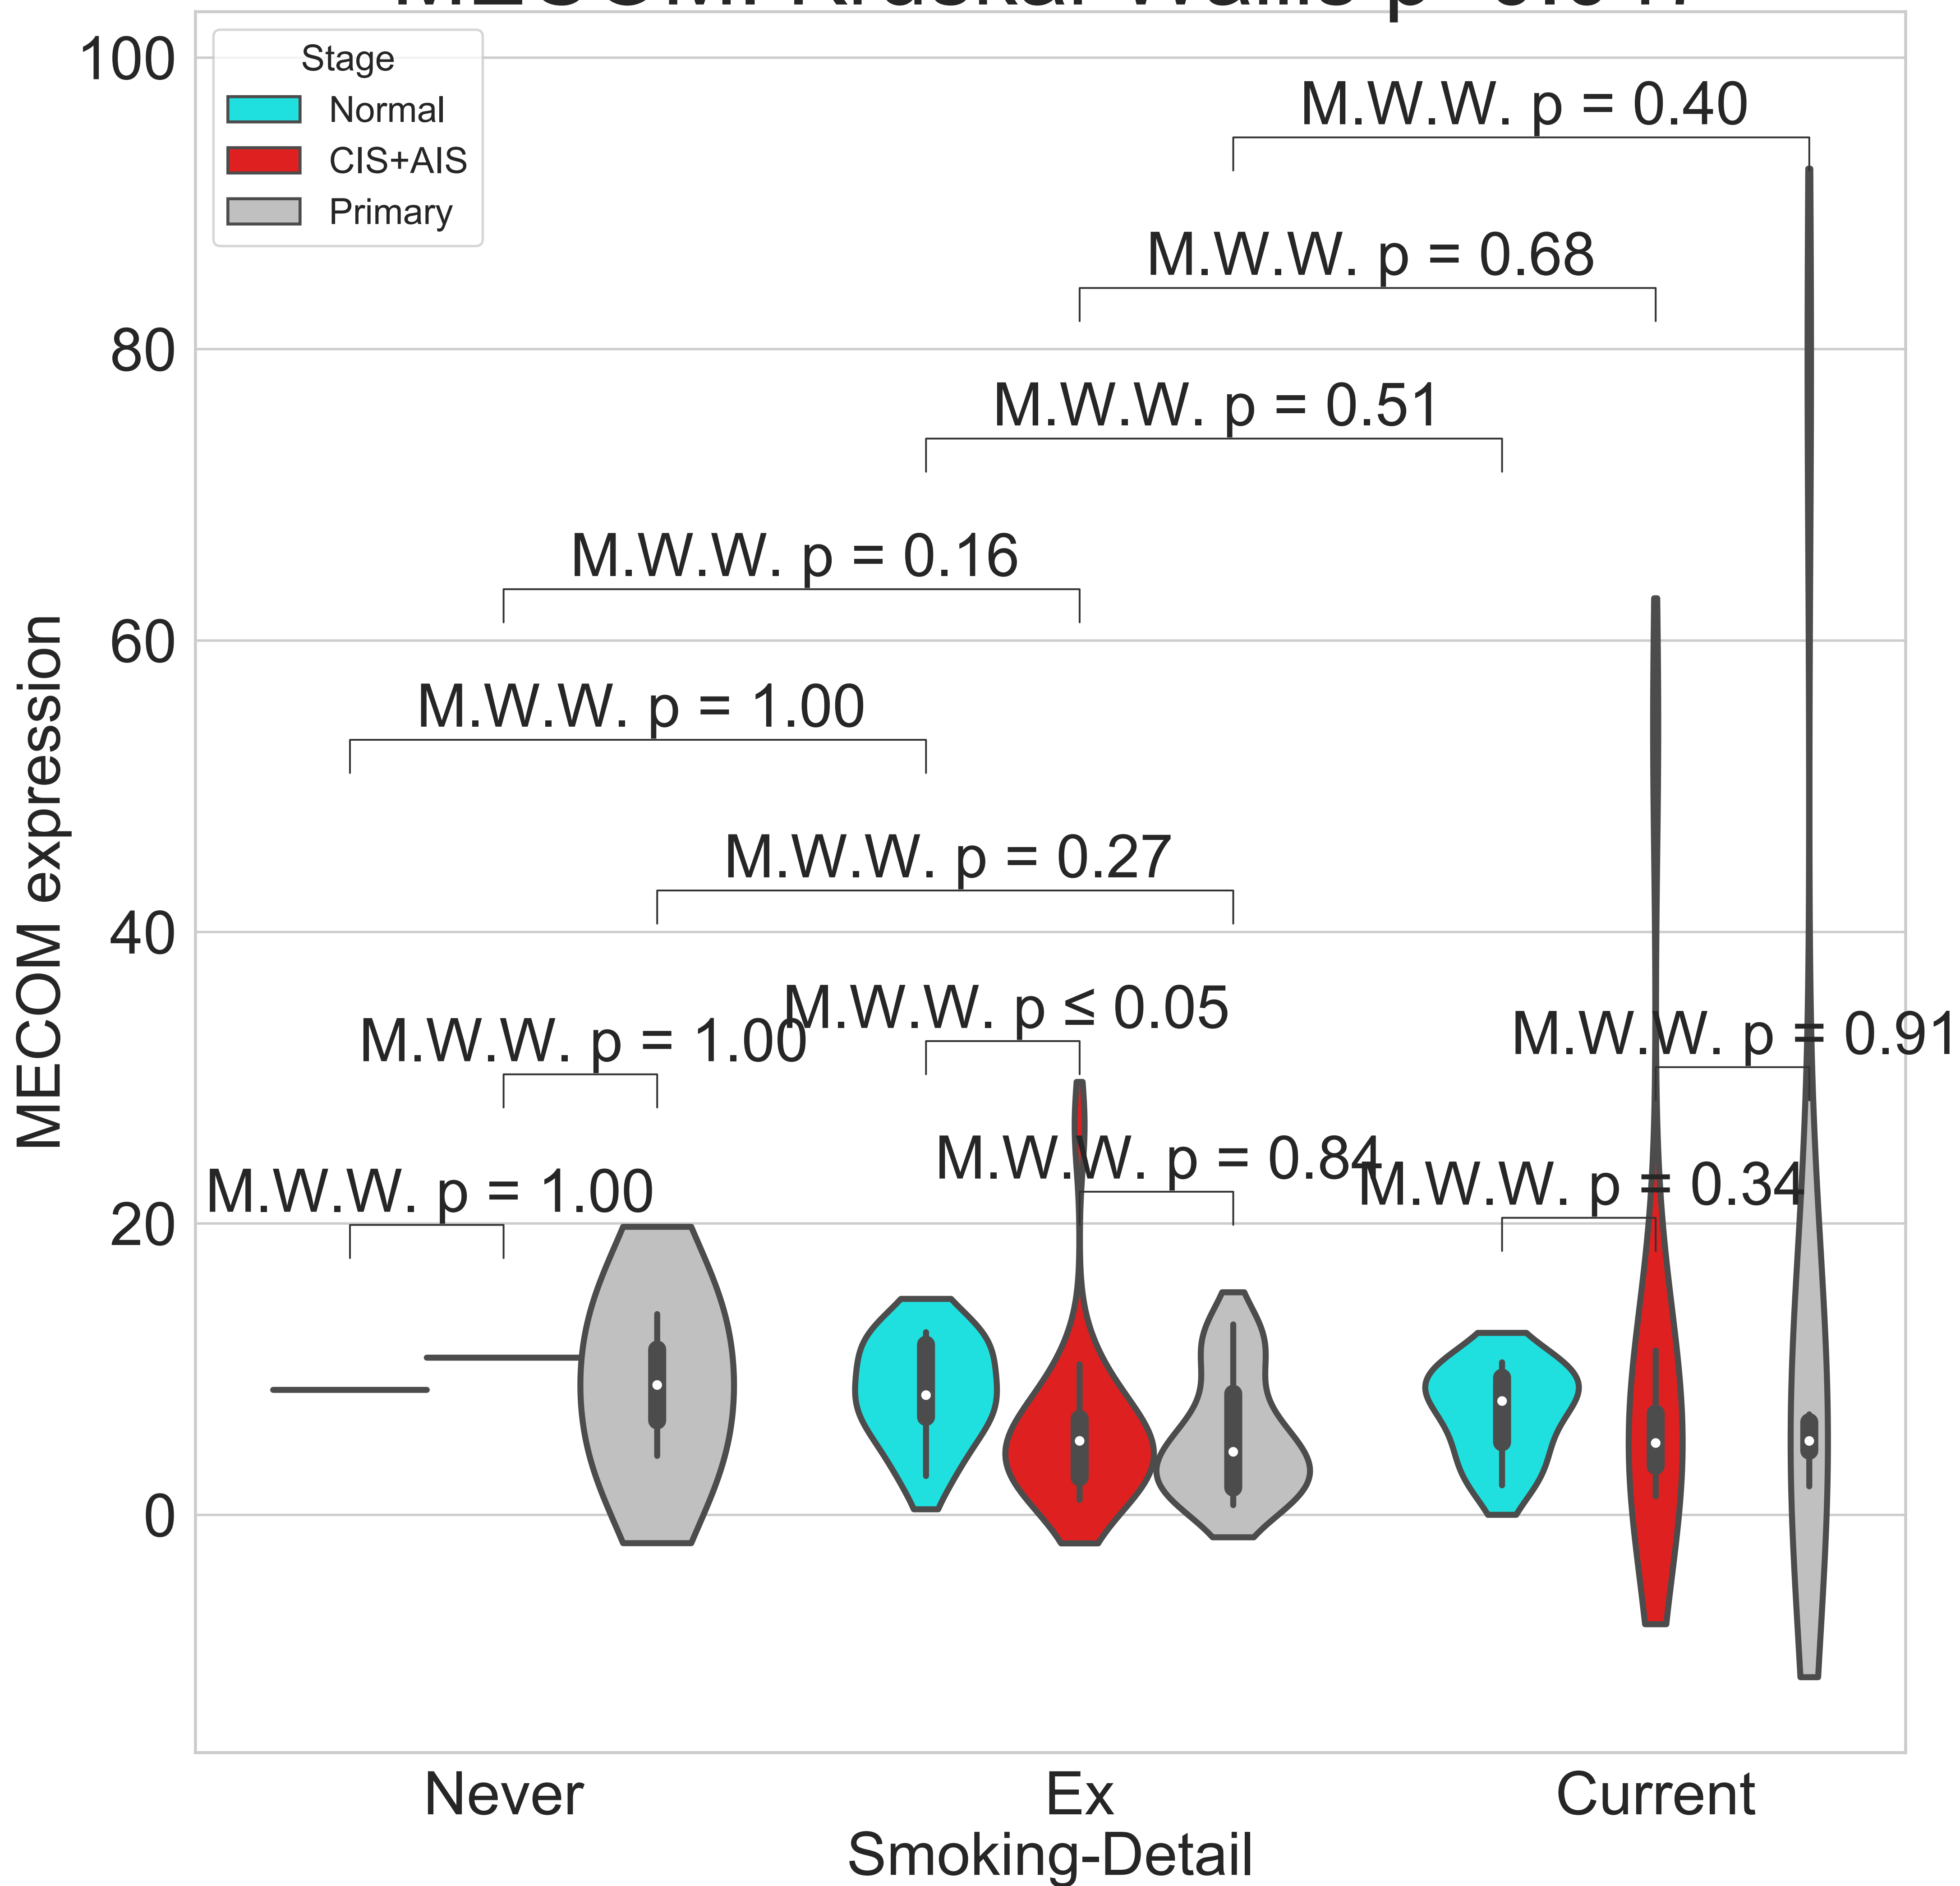 100
80
60
40
20
0
MECOM expression
Stage
Normal
CIS+AIS
Primary
M.W.W. p = 0.40
M.W.W. p = 0.68
M.W.W. p = 0.51
M.W.W. p = 0.16
M.W.W. p = 1.00
M.W.W. p = 0.27
M.W.W. p ≤ 0.05
M.W.W. p = 1.00
M.W.W. p = 0.91
M.W.W. p = 0.84
M.W.W. p = 0.34
M.W.W. p = 1.00
Never
Ex
Current
Smoking-Detail